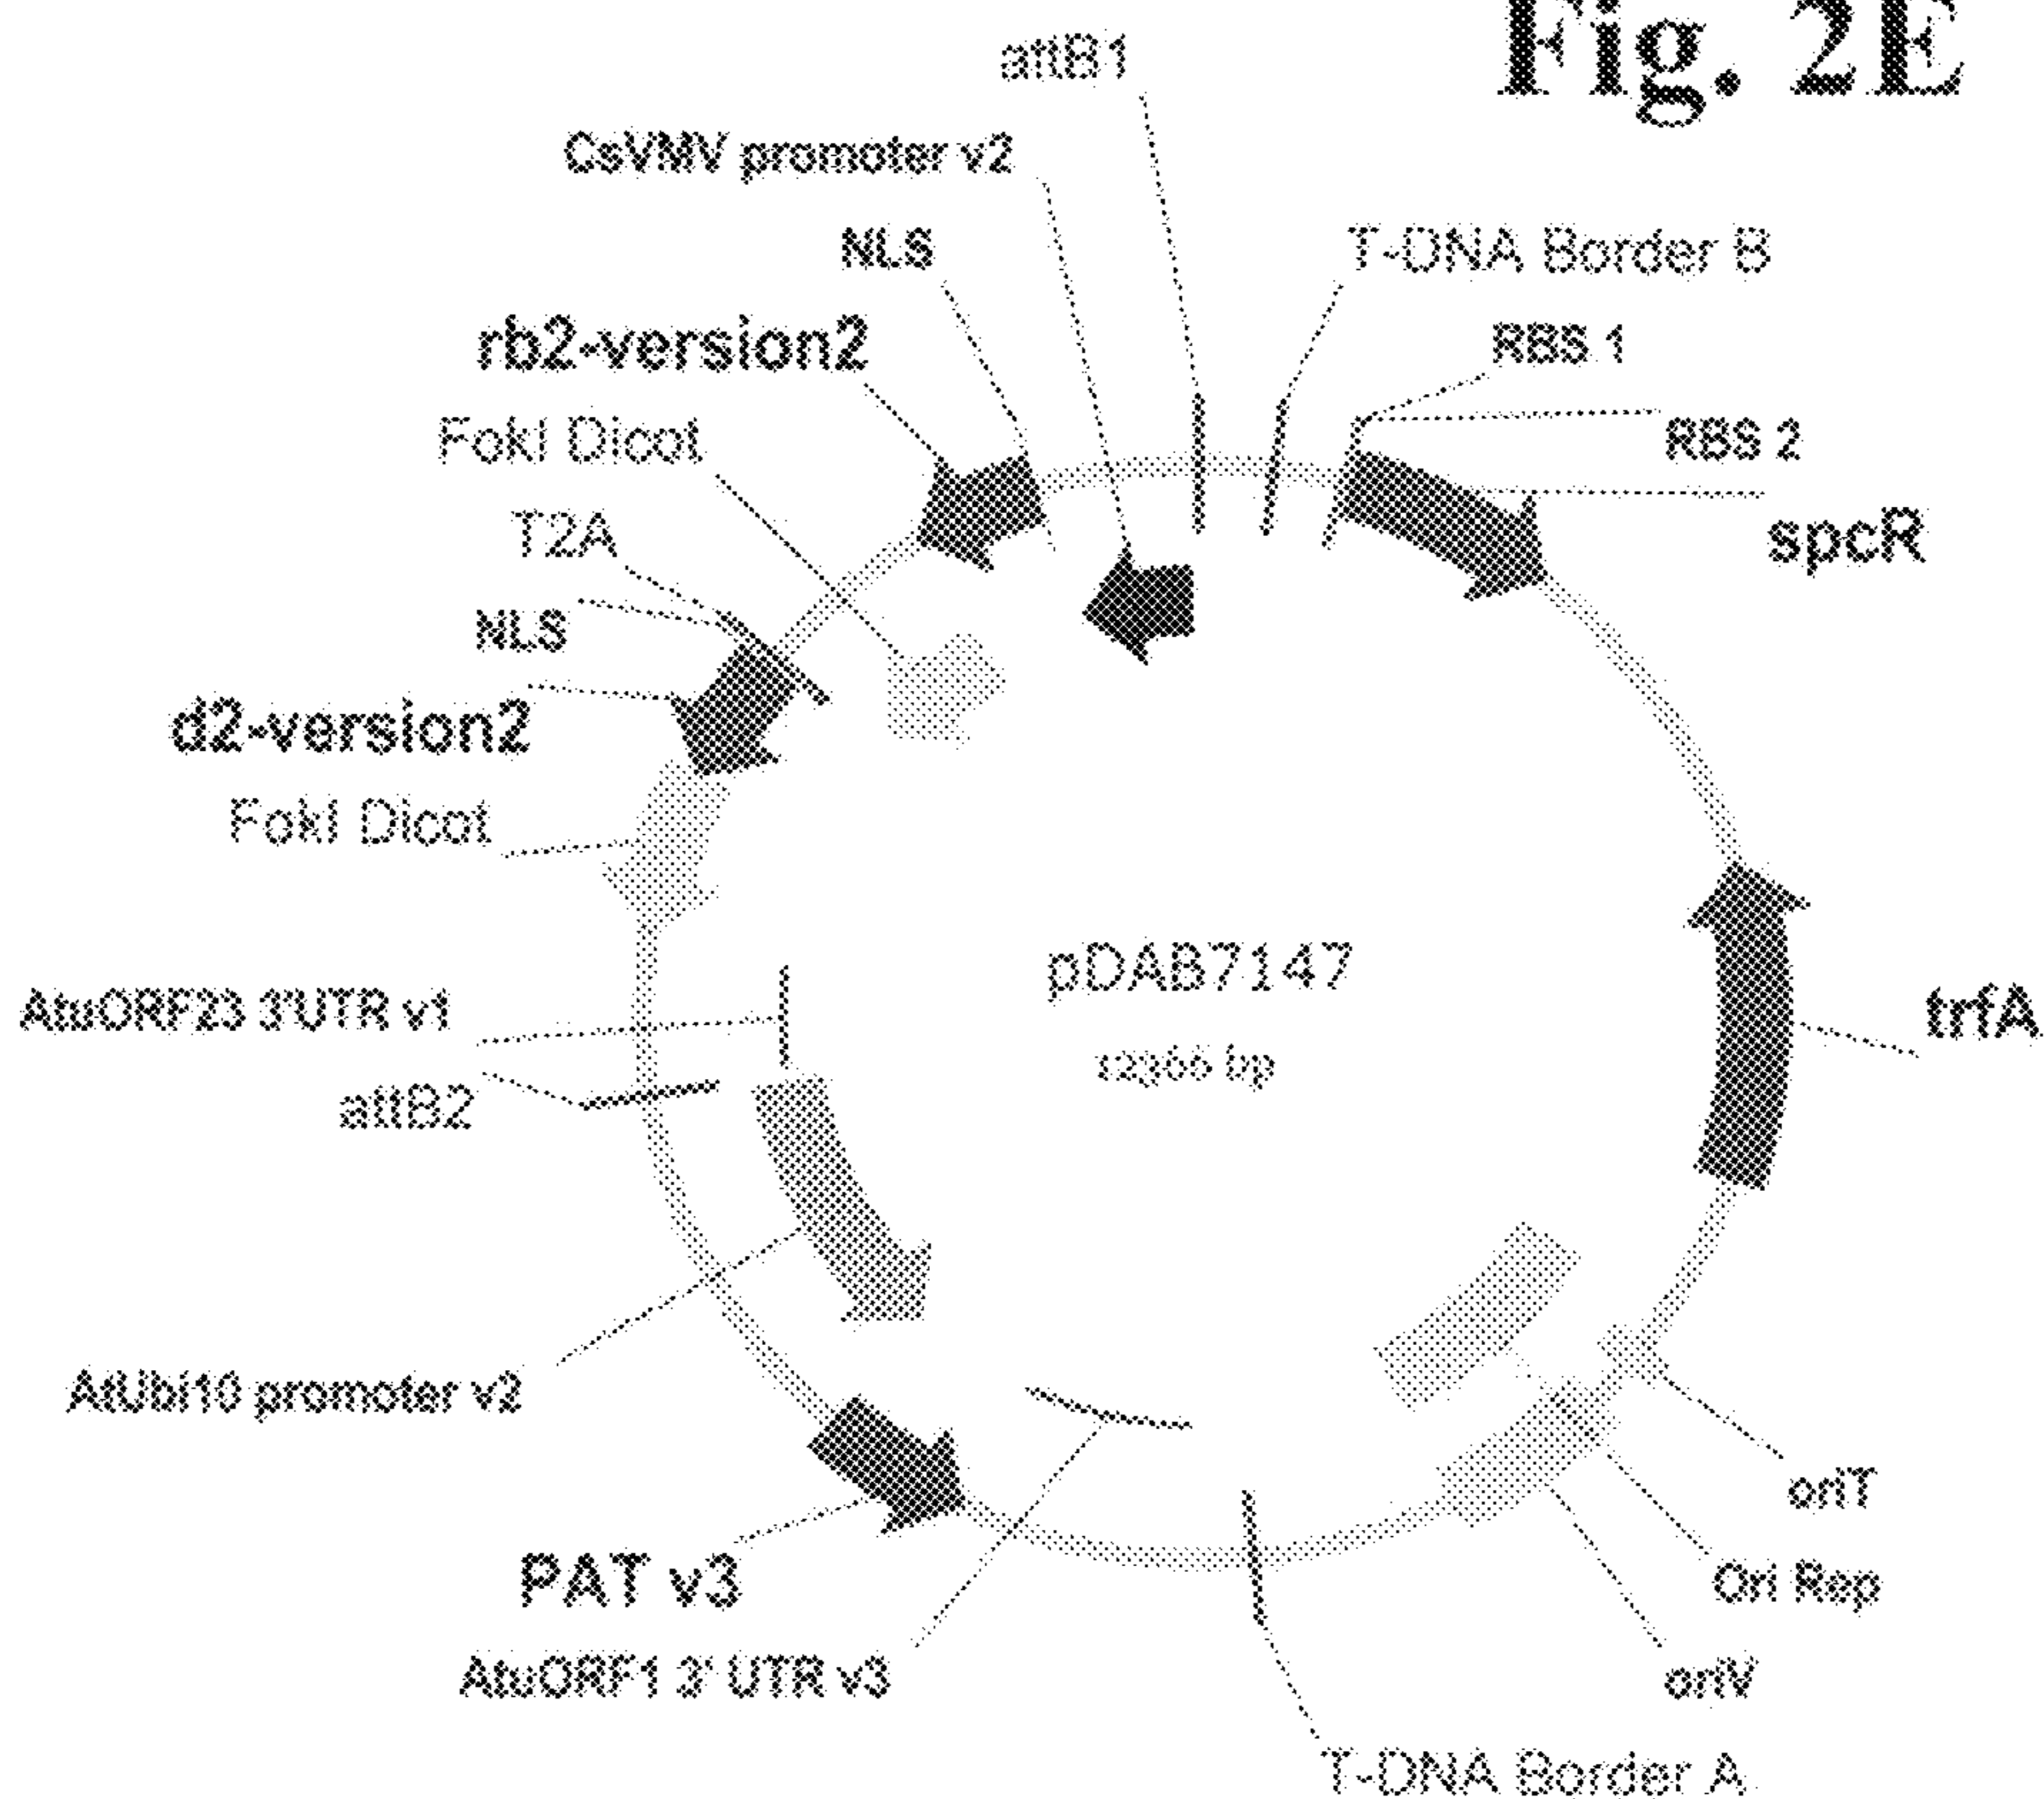 Fig. 2E
attB1
CsVMV promoter v2
NLS
T-DNA Border B
rb2-version2
RBS 1
FokI Dicot
RBS 2
T2A
spcR
NLS
d2-version2
FokI Dicot
pDAB7147
AtuORF23 3'UTR v1
trfA
bp
attB2
AtUbi10 promoter v2
oriT
PAT v3
Ori Rep
AtuORF1 3' UTR v3
oriV
T-DNA Border A